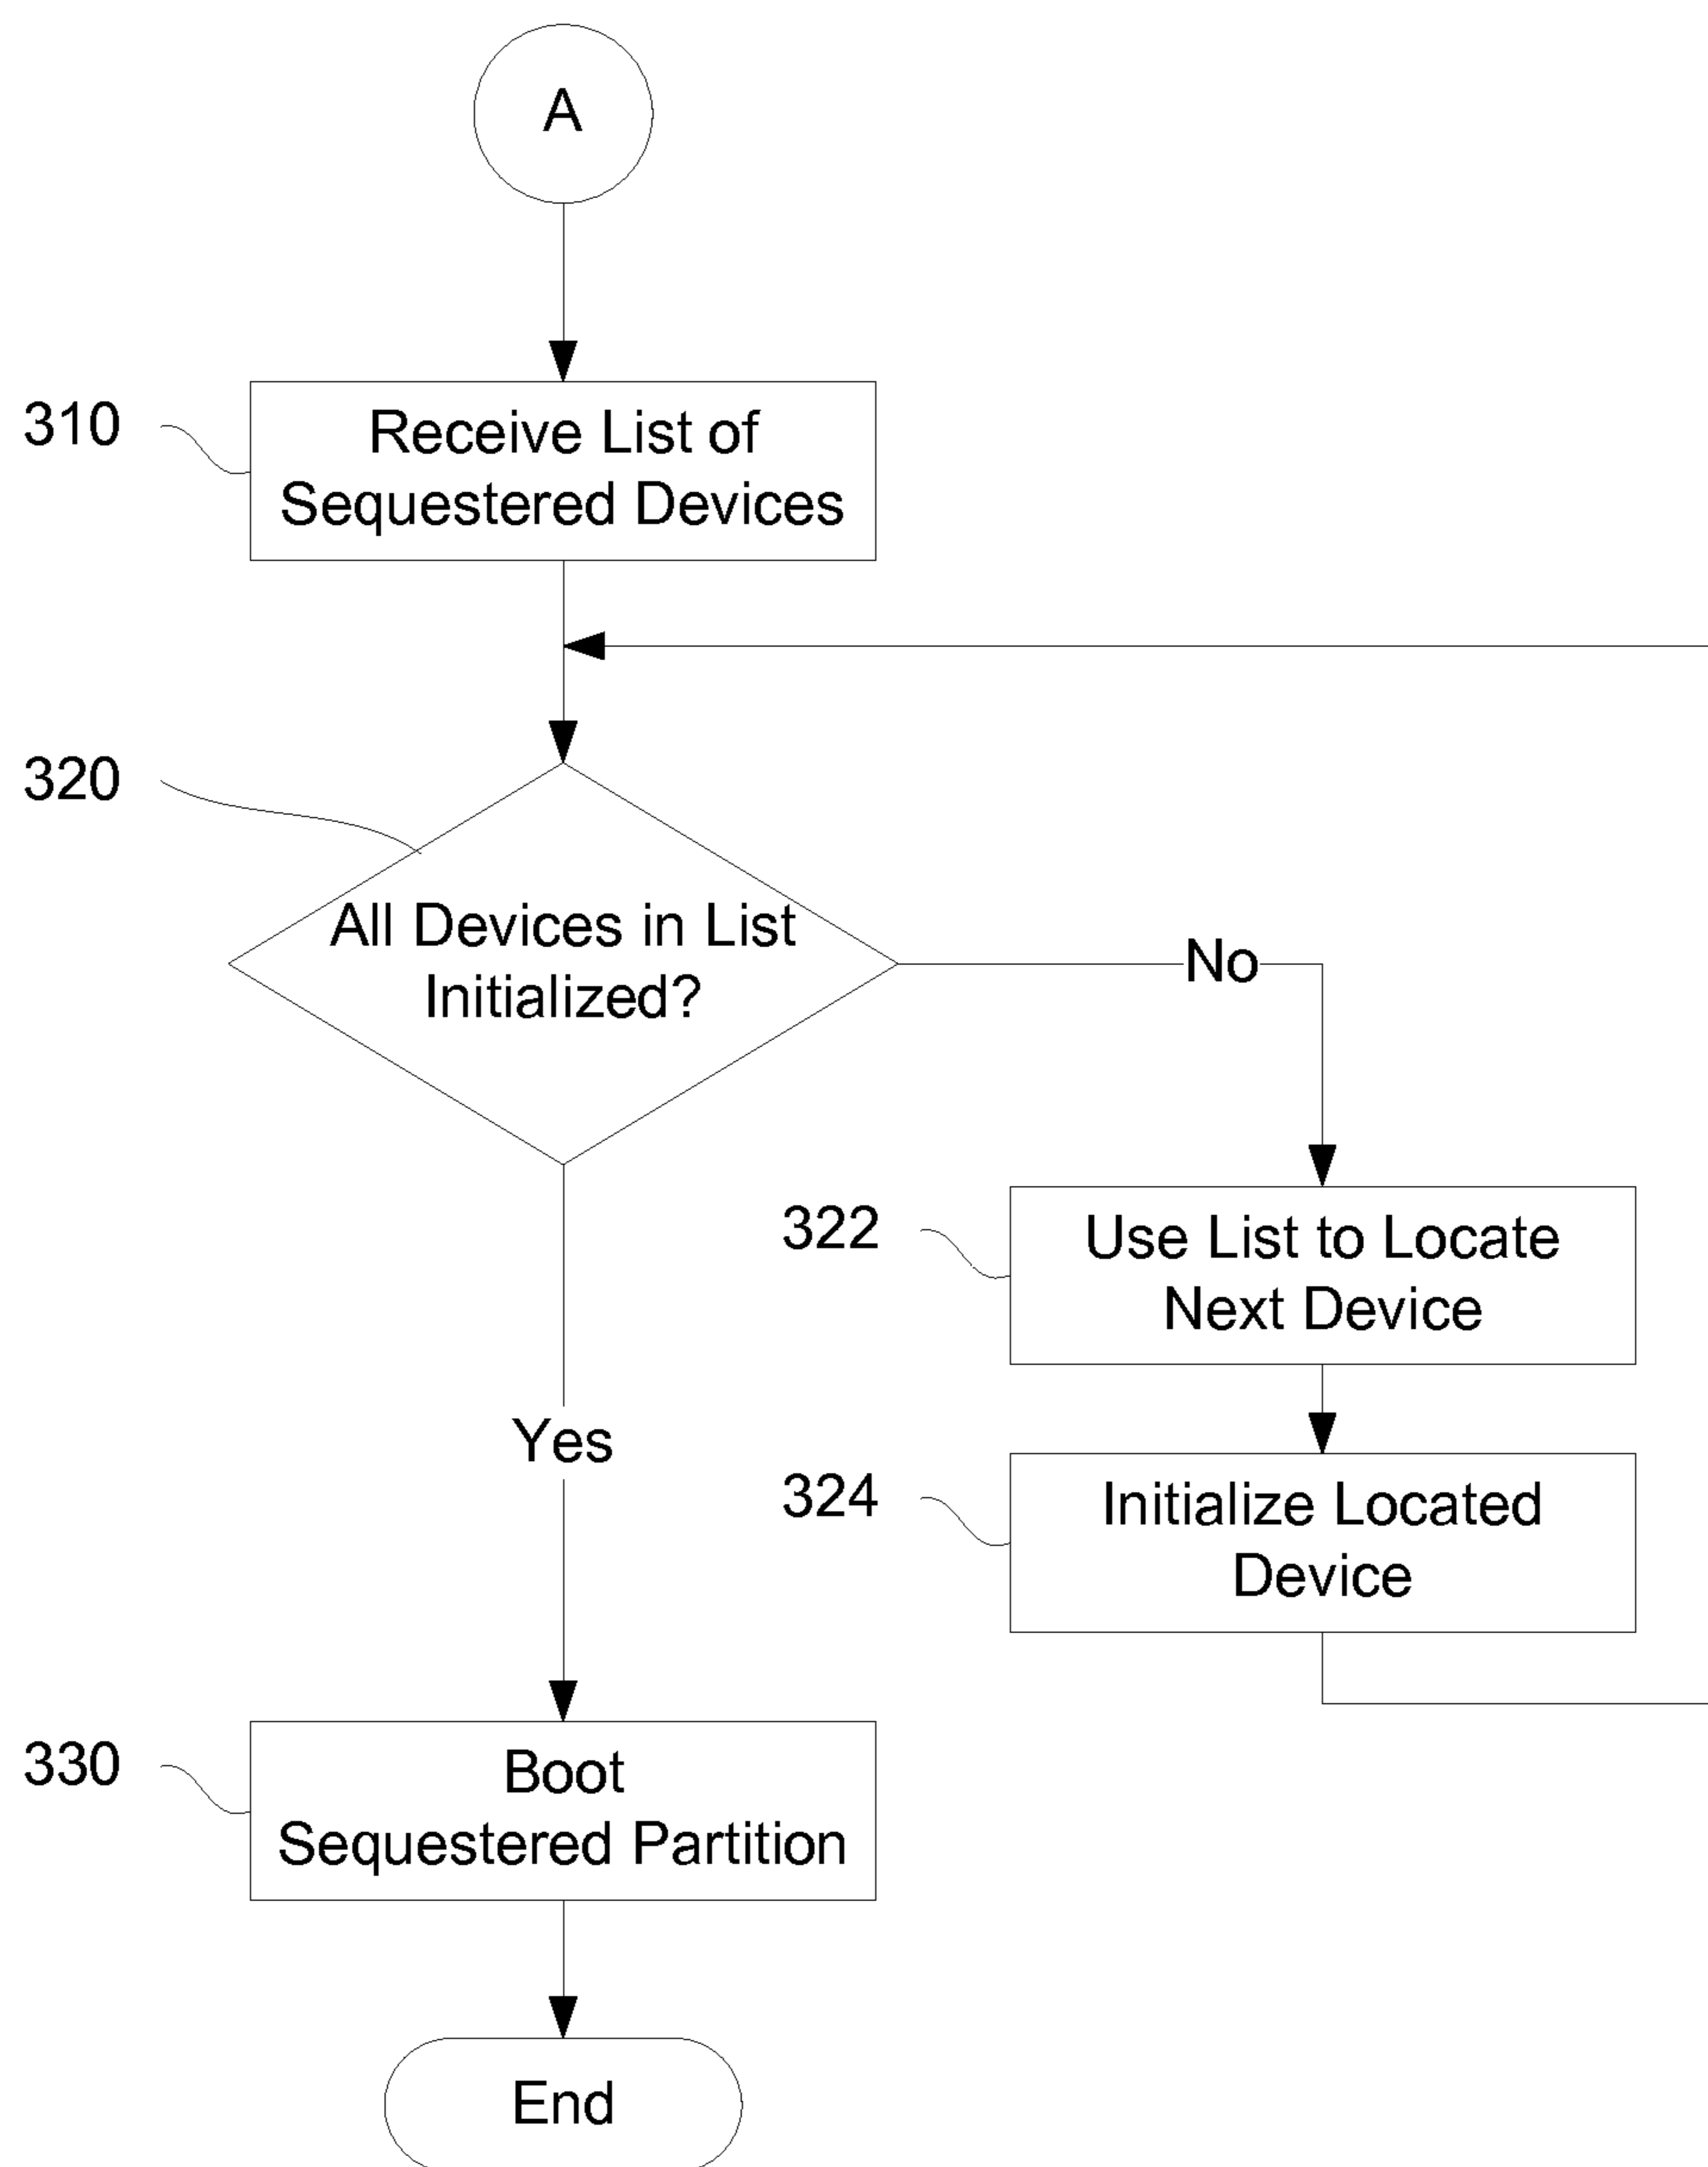 A
310
Receive List of
Sequestered Devices
320
All Devices in List
Initialized?
No
322
Use List to Locate
Next Device
Yes
324
Initialize Located
Device
330
Boot
Sequestered Partition
End